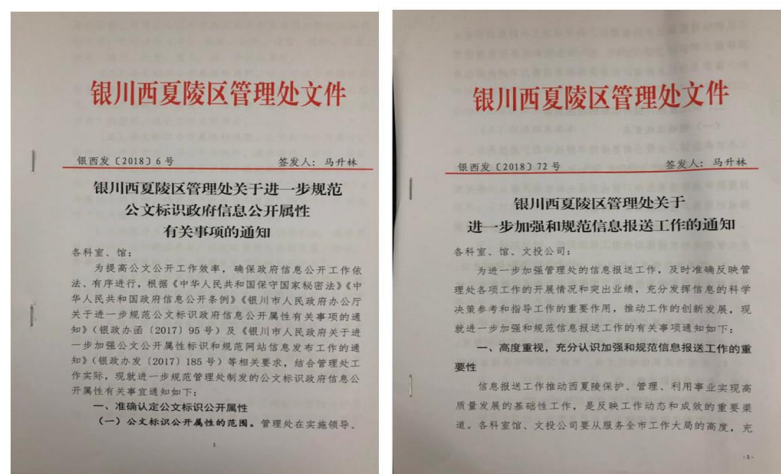 银川西夏陵区管理处文件
银西发〔2018〕6号 签发人：马升林
银川西夏陵区管理处关于进一步规范
公文标识政府信息公开属性
有关事项的通知
各科室、馆：
为提高公文公开工作效率，确保政府信息公开工作依
法、有序进行，根据《中华人民共和国保守国家秘密法》《中
华人民共和国政府信息公开条例》《银川市人民政府办公厅
关于进一步规范公文标识政府信息公开属性有关事项的通
知》（银政办函〔2017〕95号）及《银川市人民政府关于进
一步加强公文公开属性标识和规范网站信息发布工作的通
知》（银政办发〔2017〕185号）等相关要求，结合管理处工
作实际，现就进一步规范管理处制发的公文标识政府信息公
开属性有关事宜通知如下：
一、准确认定公文标识公开属性
（一）公文标识公开属性的范围。管理处在实施领导、
1
银川西夏陵区管理处文件
银西发〔2018〕72号 签发人：马升林
银川西夏陵区管理处关于
进一步加强和规范信息报送工作的通知
各科室、馆、文投公司：
为进一步加强管理处的信息报送工作，及时准确反映管
理处各项工作的开展情况和突出业绩，充分发挥信息的科学
决策参考和指导工作的重要作用，推动工作的创新发展，现
就进一步加强和规范信息报送工作的有关事项通知如下：
一、高度重视，充分认识加强和规范信息报送工作的重
要性
信息报送工作推动西夏陵保护、管理、利用事业实现高
质量发展的基础性工作，是反映工作动态和成效的重要渠
道。各科室馆、文投公司要从服务全市工作大局的高度，充
-1-